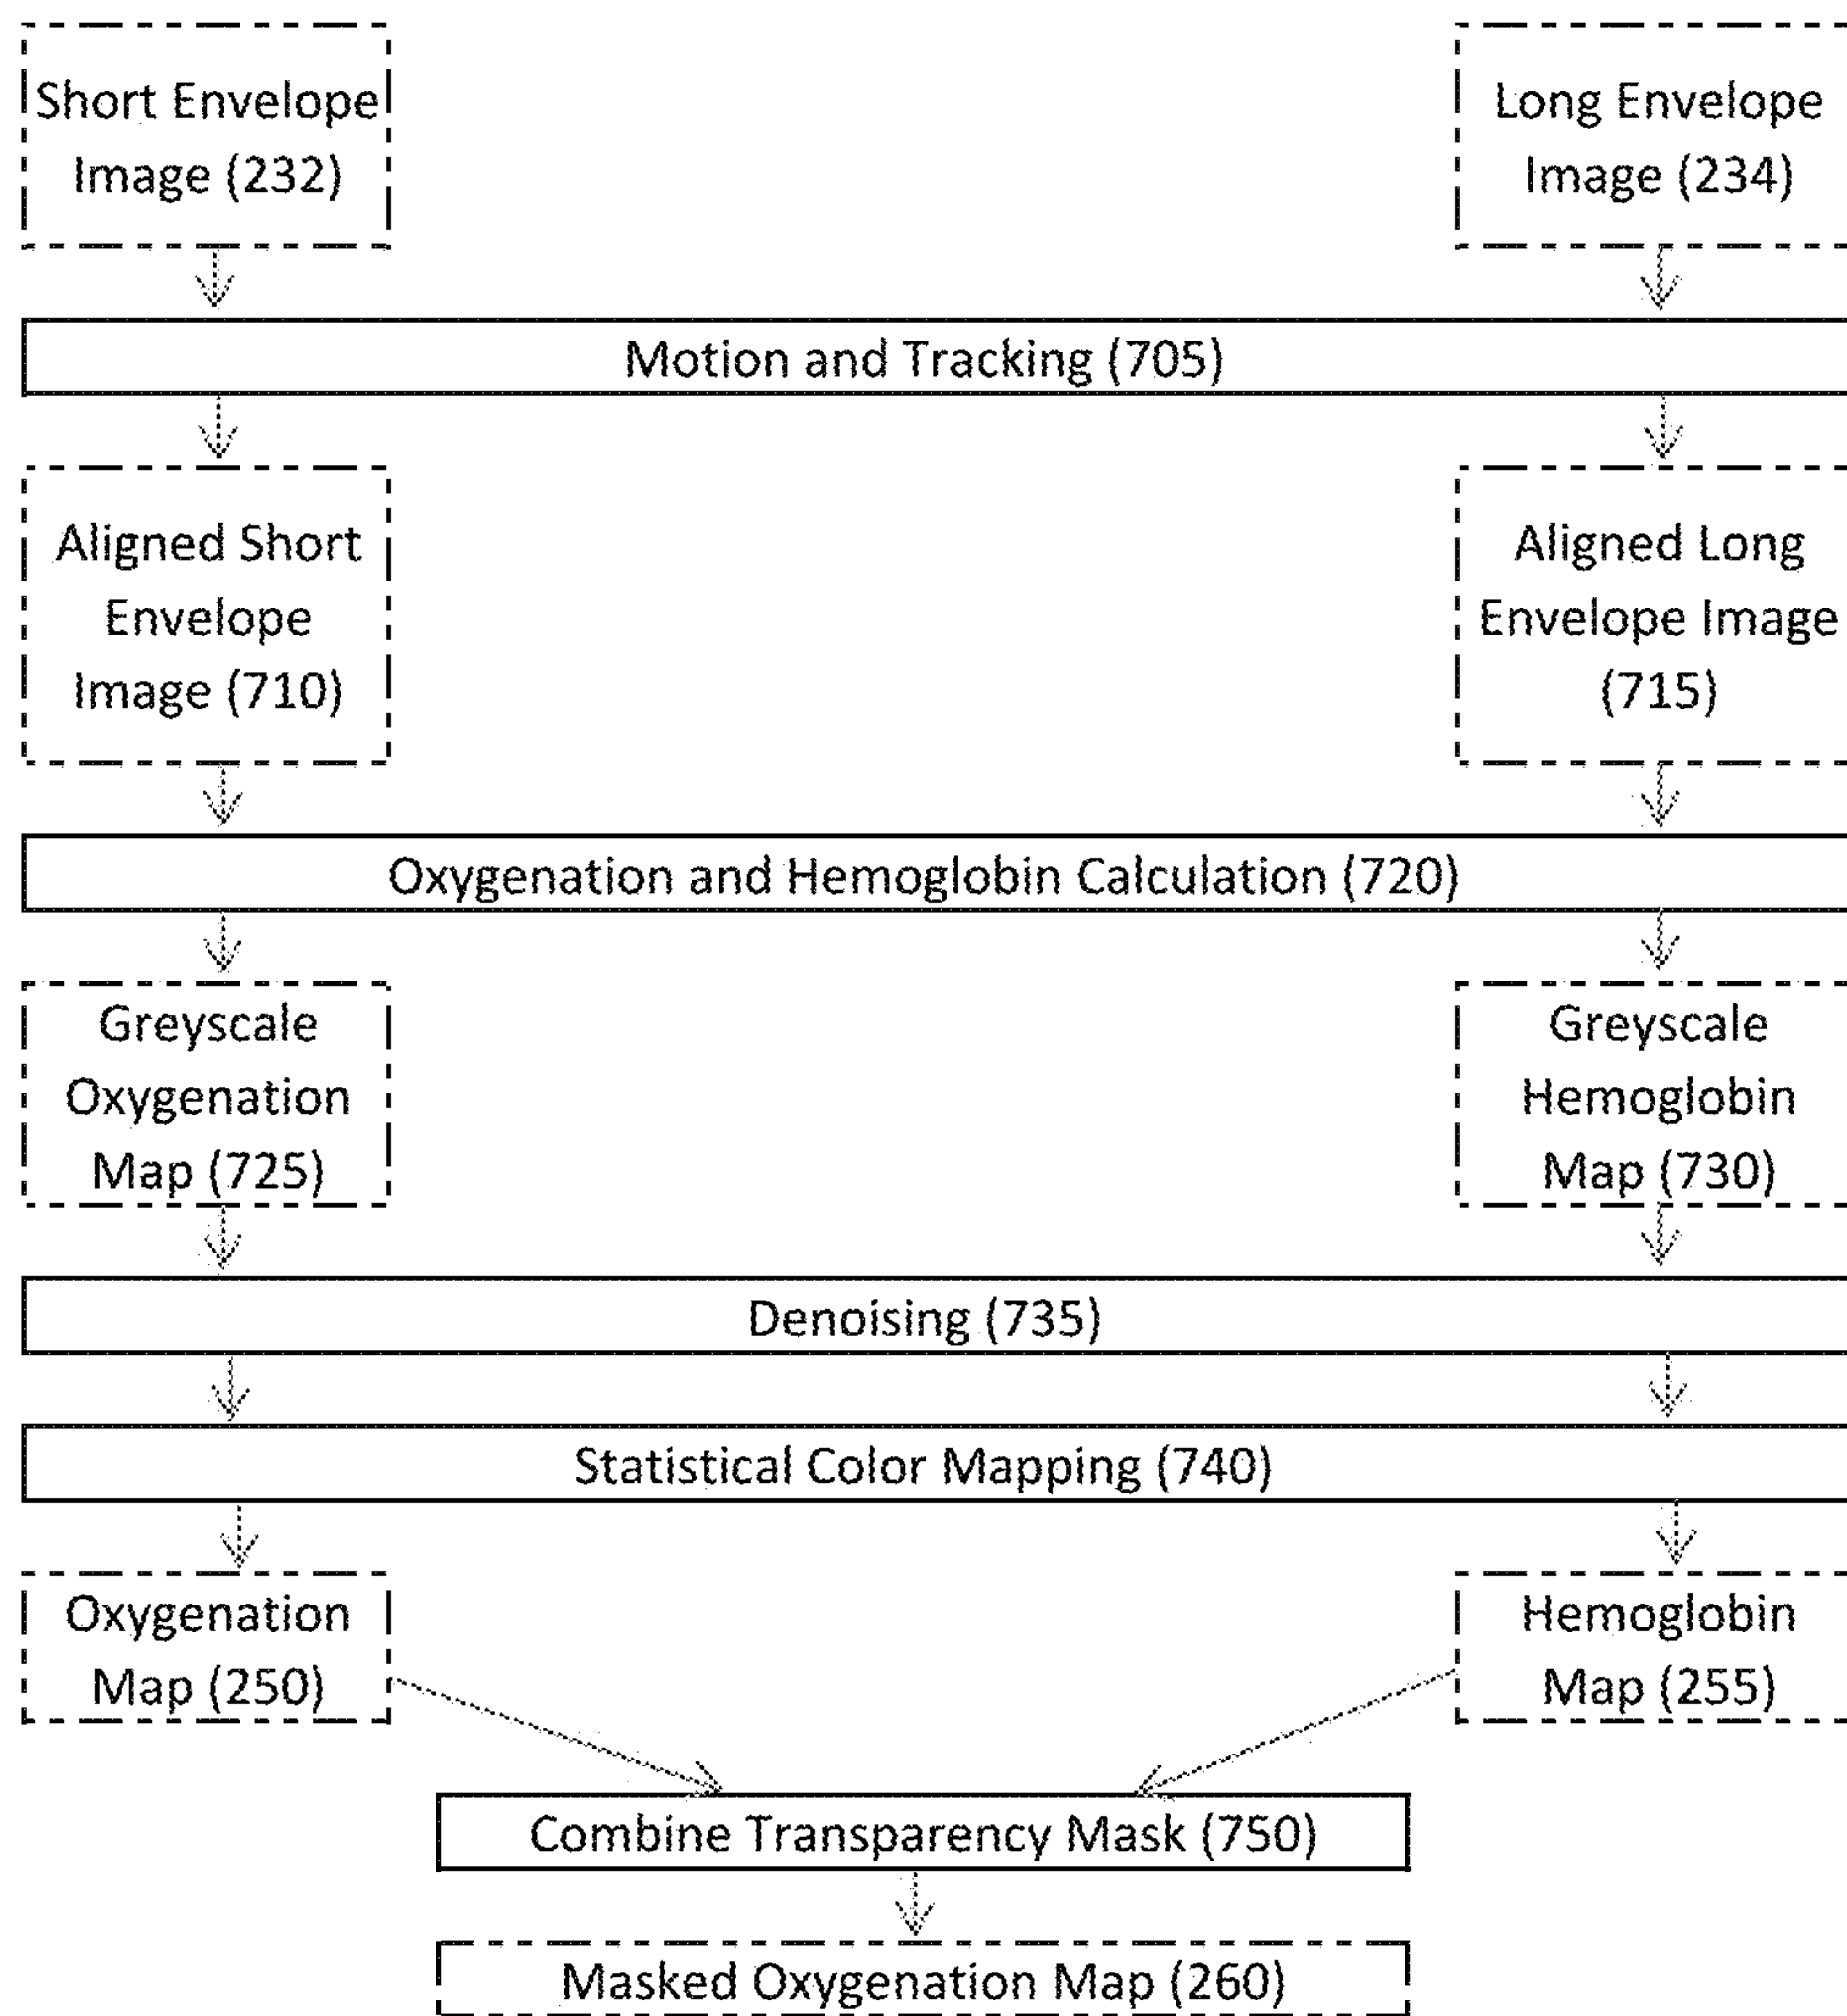 Short Envelope
Image (232)
Long Envelope
Image (234)
Motion and Tracking (705)
Aligned Short
Envelope
Image (710)
Aligned Long
Envelope Image
(715)
Oxygenation and Hemoglobin Calculation (720)
Greyscale
Oxygenation
Map (725)
Greyscale
Hemoglobin
Map (730)
Denoising (735)
Statistical Color Mapping (740)
Oxygenation
Map (250)
Hemoglobin
Map (255)
Combine Transparency Mask (750)
Masked Oxygenation Map (260)